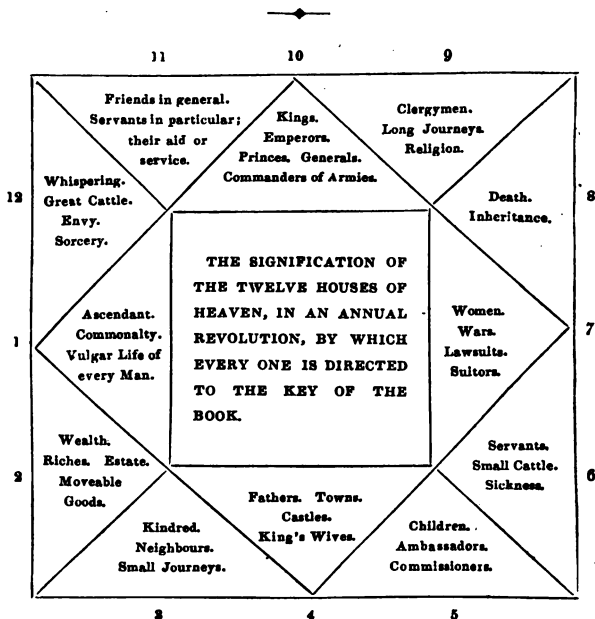 11 10 9
Friends in general.
Servants in particular;
their aid or
service.
Kings.
Emperors.
Princes. Generals.
Commanders of Armies.
Clergymen.
Long Journeys.
Religion.
12
Whispering.
Great Cattle.
Envy.
Sorcery.
Death.
Inheritance.
8
THE SIGNIFICATION OF
THE TWELVE HOUSES OF
HEAVEN, IN AN ANNUAL
REVOLUTION, BY WHICH
EVERY ONE IS DIRECTED
TO THE KEY OF THE
BOOK.
1
Ascendant.
Commonalty.
Vulgar Life of
every Man.
Women.
Wars.
Lawsuits.
Suitors.
7
2
Wealth.
Riches. Estate.
Moveable
Goods.
Servants.
Small Cattle.
Sickness.
6
Kindred.
Neighbours.
Small Journeys.
Fathers. Towns.
Castles.
King's Wives.
Children.
Ambassadors.
Commissioners.
3 4 5